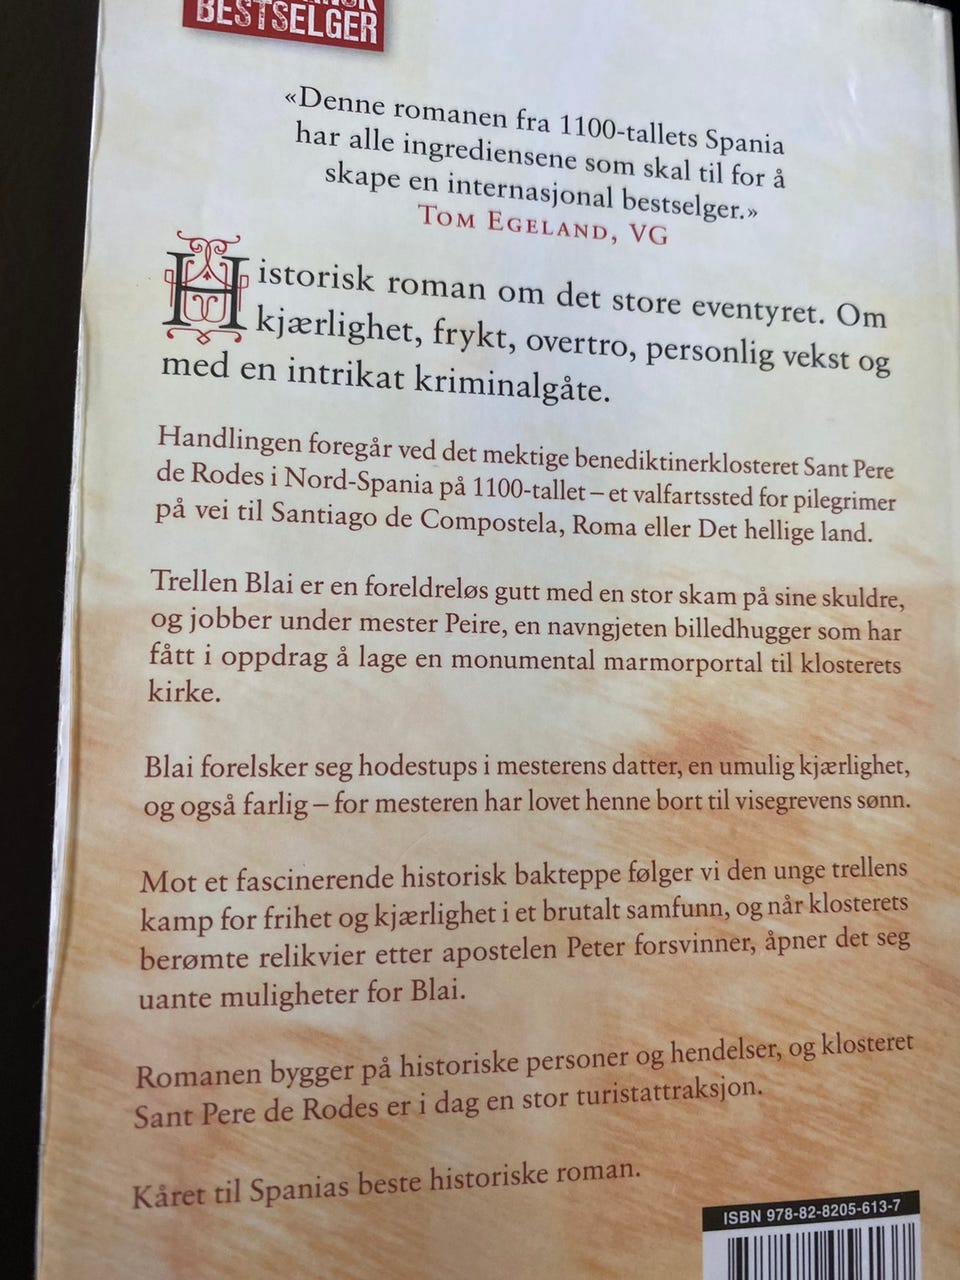 BESTSELGER
«Denne romanen fra 1100-tallets Spania
har alle ingrediensene som skal til for å
skape en internasjonal bestselger.»
TOM EGELAND, VG
Historisk roman om det store eventyret. Om
kjærlighet, frykt, overtro, personlig vekst og
med en intrikat kriminalgåte.
Handlingen foregår ved det mektige benediktinerklosteret Sant Pere
de Rodes i Nord-Spania på 1100-tallet – et valfartssted for pilegrimer
på vei til Santiago de Compostela, Roma eller Det hellige land.
Trellen Blai er en foreldreløs gutt med en stor skam på sine skuldre,
og jobber under mester Peire, en navngjeten billedhugger som har
fått i oppdrag å lage en monumental marmorportal til klosterets
kirke.
Blai forelsker seg hodestups i mesterens datter, en umulig kjærlighet,
og også farlig – for mesteren har lovet henne bort til visegrevens sønn.
Mot et fascinerende historisk bakteppe følger vi den unge trellens
kamp for frihet og kjærlighet i et brutalt samfunn, og når klosterets
berømte relikvier etter apostelen Peter forsvinner, åpner det seg
uante muligheter for Blai.
Romanen bygger på historiske personer og hendelser, og klosteret
Sant Pere de Rodes er i dag en stor turistattraksjon.
Kåret til Spanias beste historiske roman.
ISBN 978-82-8205-613-7